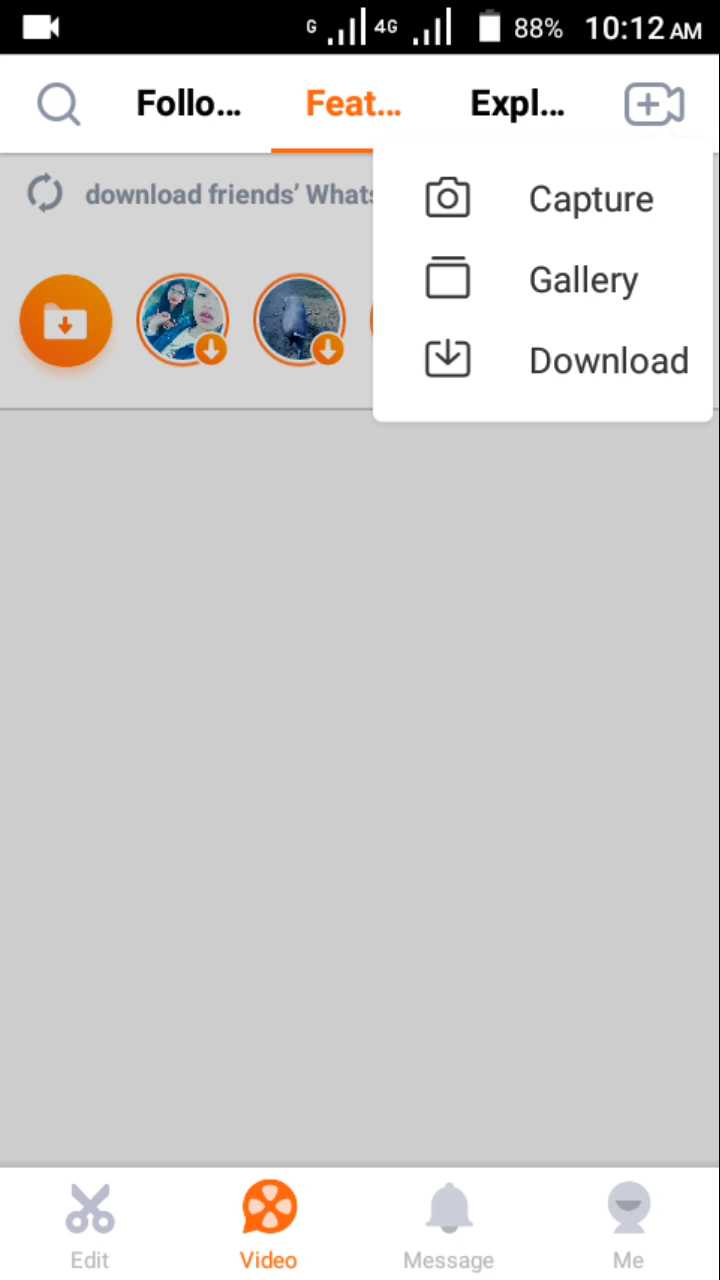 G 4G 88% 10:12 AM
Follo... Feat... Expl...
download friends’ Whats
Capture
Gallery
Download
Edit Video Message Me